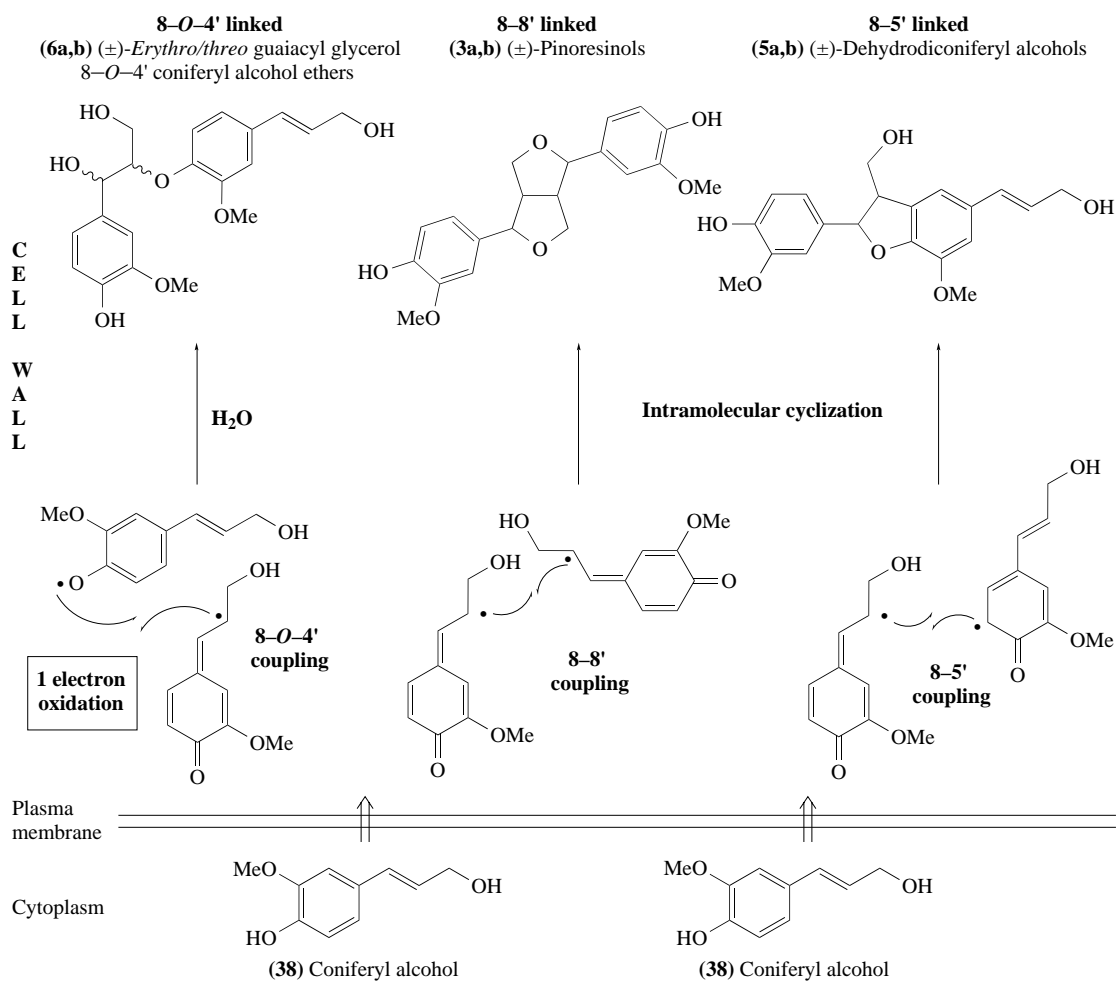 8–O–4' linked
(6a,b) (±)-Erythro/threo guaiacyl glycerol
8–O–4' coniferyl alcohol ethers
8–8' linked
(3a,b) (±)-Pinoresinols
8–5' linked
(5a,b) (±)-Dehydrodiconiferyl alcohols
HO
HO
O
OMe
OH
OMe
OH
O
O
OH
OMe
HO
MeO
OH
OH
HO
MeO
O
OMe
CELL
WALL
H₂O
Intramolecular cyclization
MeO
OH
•O
OH
O
OMe
8–O–4'
coupling
1 electron
oxidation
HO
OMe
O
OH
OMe
O
8–8'
coupling
OH
OMe
O
OH
OMe
O
8–5'
coupling
Plasma
membrane
Cytoplasm
MeO
OH
HO
(38) Coniferyl alcohol
MeO
OH
HO
(38) Coniferyl alcohol